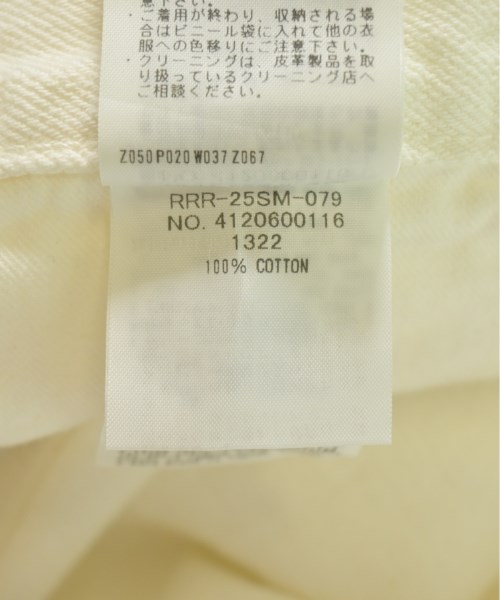 意下さい。
・ご着用が終わり、収納される場
合はビニール袋に入れて他の衣
服への色移りにご注意下さい。
・クリーニングは、皮革製品を取
り扱っているクリーニング店へ
ご相談ください。
Z050 P020 W037 Z067
RRR-25SM-079
NO. 4120600116
1322
100% COTTON